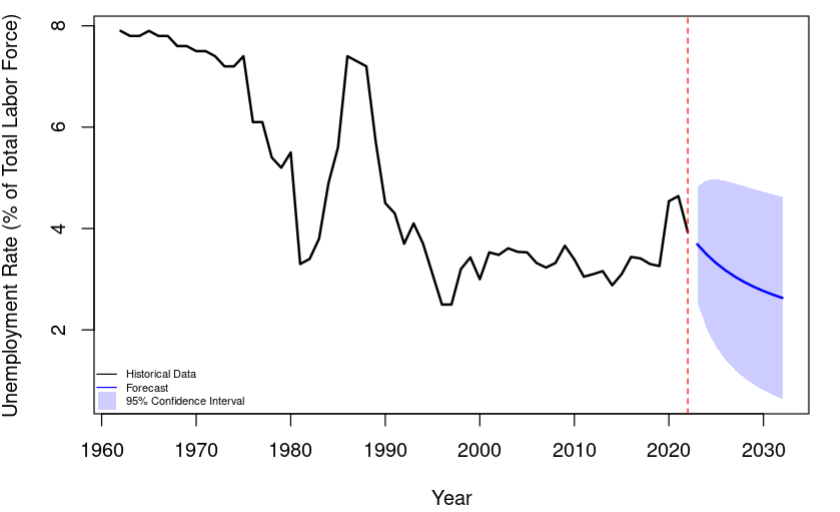 Unemployment Rate (% of Total Labor Force)
8
6
4
2
Historical Data
Forecast
95% Confidence Interval
1960 1970 1980 1990 2000 2010 2020 2030
Year